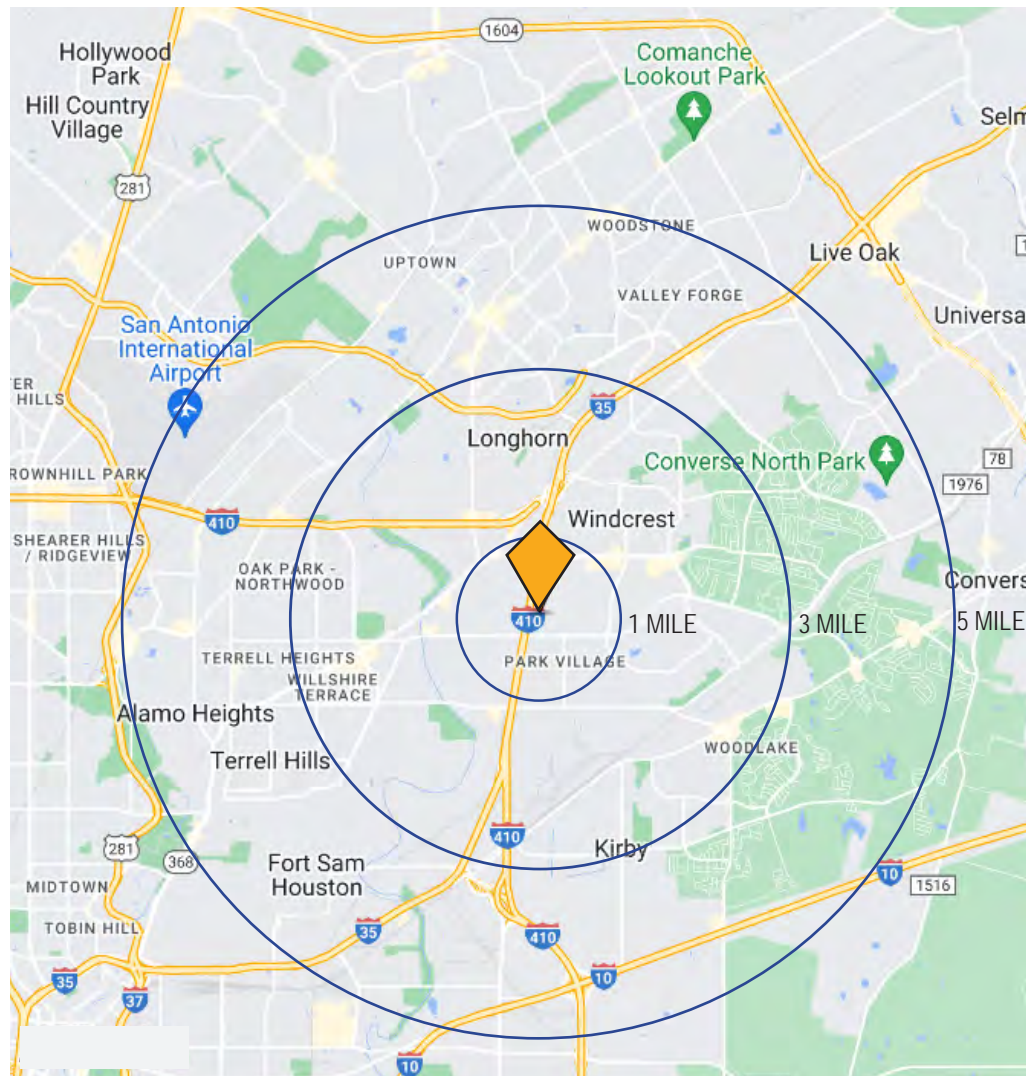 1604
Hollywood
Park
Comanche
Lookout Park
Hill Country
Village
Selm
281
WOODSTONE
UPTOWN
Live Oak
1
VALLEY FORGE
San Antonio
International
Airport
Universa
TER
HILLS
35
Longhorn
Converse North Park
78
ROWNHILL PARK
1976
410
Windcrest
SHEARER HILLS
/ RIDGEVIEW
OAK PARK -
NORTHWOOD
Convers
410
1 MILE
3 MILE
5 MILE
TERRELL HEIGHTS
PARK VILLAGE
WILLSHIRE
TERRACE
Alamo Heights
WOODLAKE
Terrell Hills
410
281
368
Kirby
Fort Sam
Houston
10
1516
MIDTOWN
TOBIN HILL
35
410
35
37
10
10